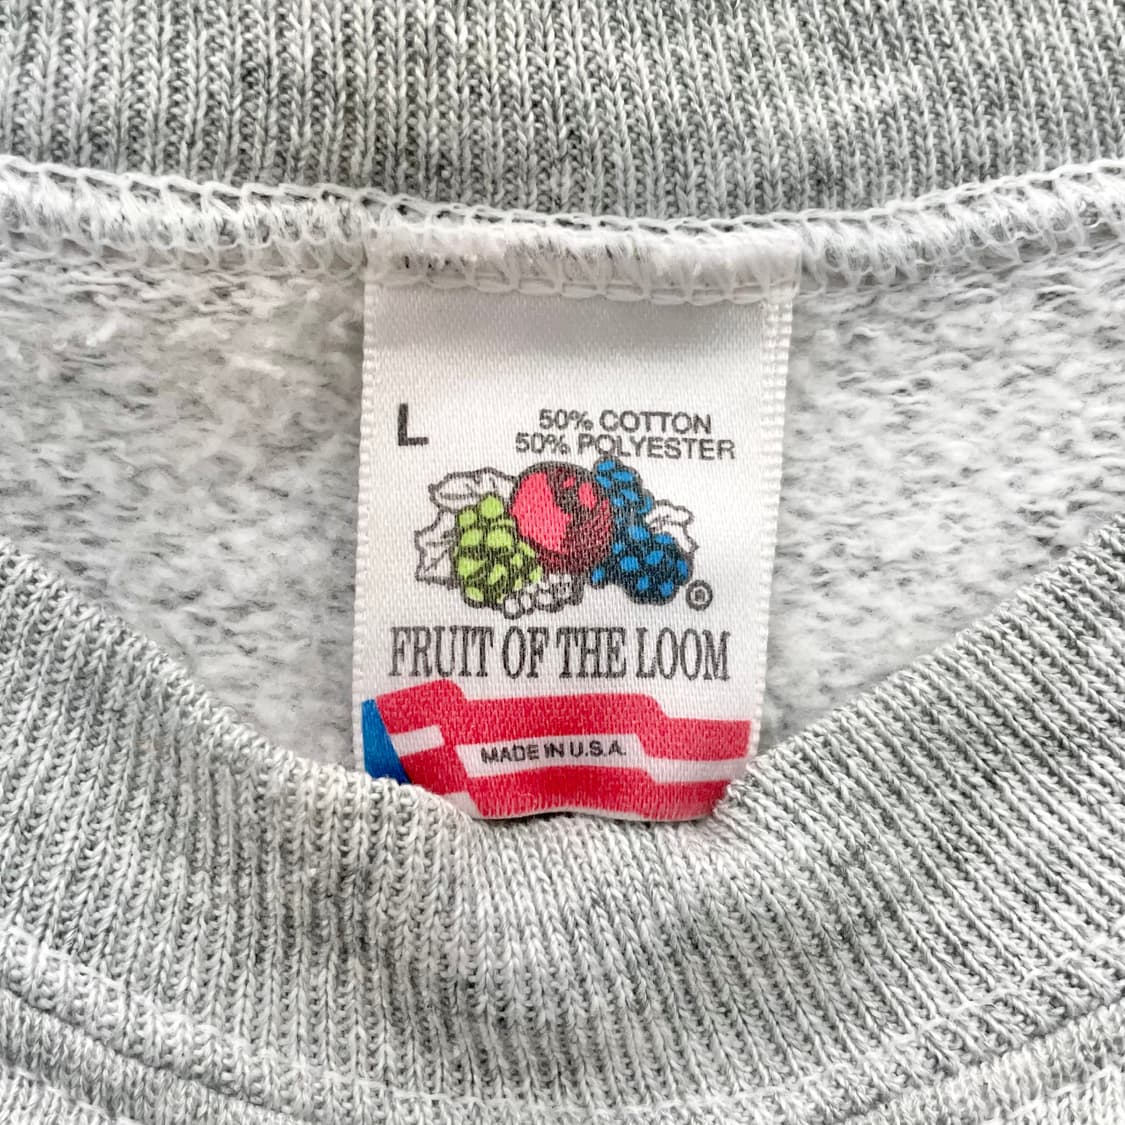 L
50% COTTON
50% POLYESTER
®
FRUIT OF THE LOOM
MADE IN U.S.A.